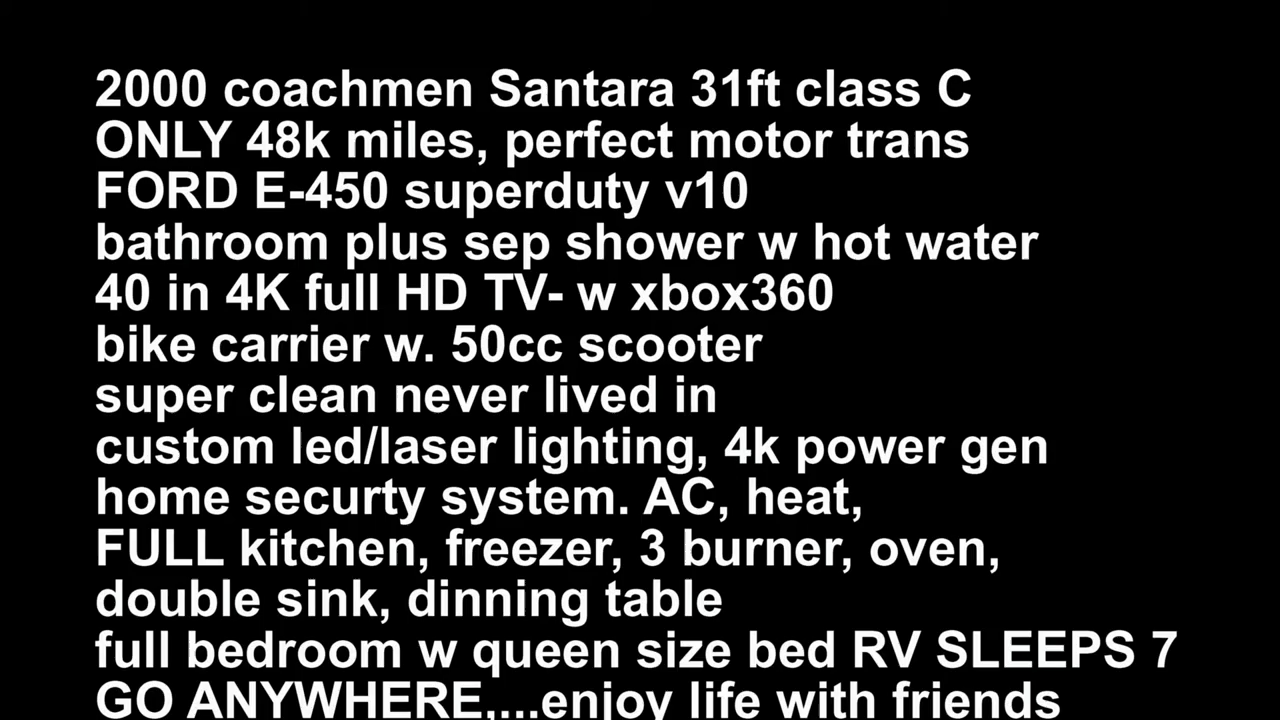 2000 coachmen Santara 31ft class C
ONLY 48k miles, perfect motor trans
FORD E-450 superduty v10
bathroom plus sep shower w hot water
40 in 4K full HD TV- w xbox360
bike carrier w. 50cc scooter
super clean never lived in
custom led/laser lighting, 4k power gen
home securty system. AC, heat,
FULL kitchen, freezer, 3 burner, oven,
double sink, dinning table
full bedroom w queen size bed RV SLEEPS 7
GO ANYWHERE,...enjoy life with friends